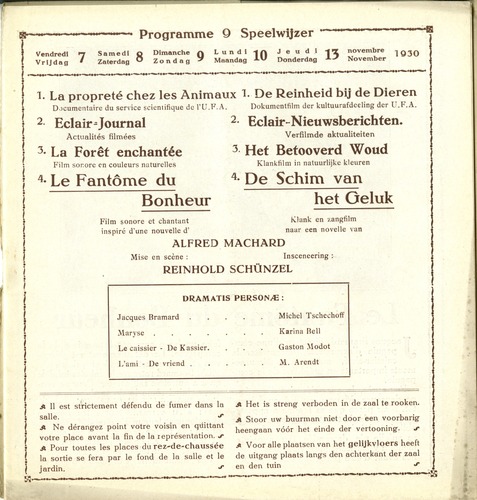 Programme 9 Speelwijzer
Vendredi 7 Samedi 8 Dimanche 9 Lundi 10 Jeudi 13 novembre 1930
Vrijdag Zaterdag Zondag Maandag Donderdag November
1. La propreté chez les Animaux 1. De Reinheid bij de Dieren
Documentaire du service scientifique de l'U.F.A. Dokumentfilm der kultuurafdeeling der U.F.A.
2. Eclair-Journal 2. Eclair-Nieuwsberichten.
Actualités filmées Verfilmde aktualiteiten
3. La Forêt enchantée 3. Het Betooverd Woud
Film sonore en couleurs naturelles Klankfilm in natuurlijke kleuren
4. Le Fantôme du 4. De Schim van
Bonheur het Geluk
Film sonore et chantant Klank en zangfilm
inspiré d'une nouvelle d' naar een novelle van
ALFRED MACHARD
Mise en scène : Insceneering :
REINHOLD SCHÜNZEL
DRAMATIS PERSONÆ :
Jacques Bramard . . . . . Michel Tschechoff
Maryse . . . . . . Karina Bell
Le caissier - De Kassier. . . . Gaston Modot
L'ami - De vriend . . . . M. Arendt
Il est strictement défendu de fumer dans la
salle.
Ne dérangez point votre voisin en quittant
votre place avant la fin de la représentation.
Pour toutes les places du rez-de-chaussée
la sortie se fera par le fond de la salle et le
jardin.
Het is streng verboden in de zaal te rooken.
Stoor uw buurman niet door een voorbarig
heengaan vóór het einde der vertooning.
Voor alle plaatsen van het gelijkvloers heeft
de uitgang plaats langs den achterkant der zaal
en den tuin